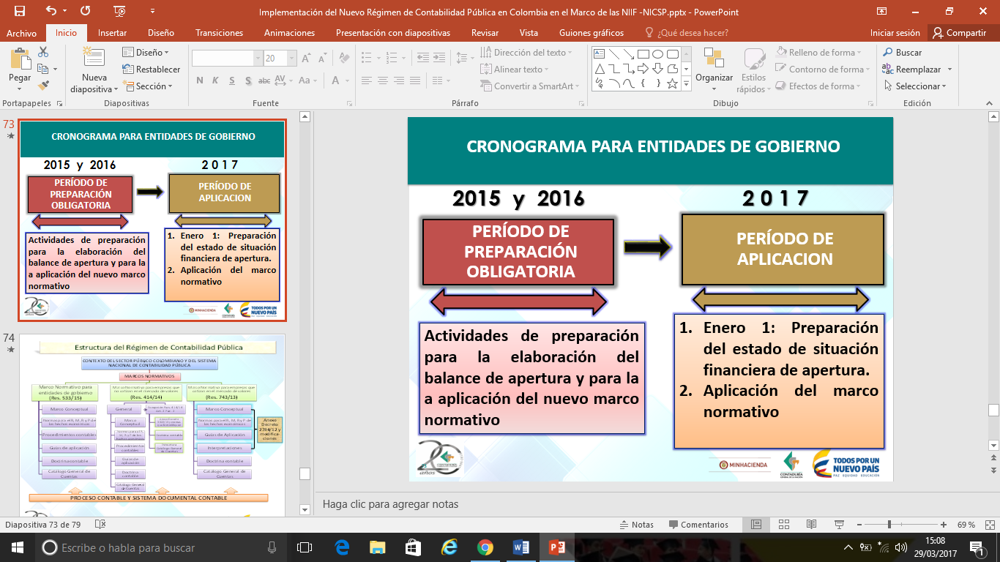 Implementación del Nuevo Régimen de Contabilidad Pública en Colombia en el Marco de las NIIF -NICSP.pptx - PowerPoint
Archivo Inicio Insertar Diseño Transiciones Animaciones Presentación con diapositivas Revisar Vista Guiones gráficos ¿Qué desea hacer? Iniciar sesión Compartir
Pegar
Nueva
diapositiva
Diseño
Restablecer
Sección
20
N K S S abc AV Aa A
Dirección del texto
Alinear texto
Convertir a SmartArt
Organizar
Estilos
rápidos
Relleno de forma
Contorno de forma
Efectos de forma
Buscar
Reemplazar
Seleccionar
Portapapeles Diapositivas Fuente Párrafo Dibujo Edición
73
CRONOGRAMA PARA ENTIDADES DE GOBIERNO
2015 y 2016
2 0 1 7
PERÍODO DE
PREPARACIÓN
OBLIGATORIA
PERÍODO DE
APLICACION
Actividades de preparación
para la elaboración del
balance de apertura y para la
a aplicación del nuevo marco
normativo
1. Enero 1: Preparación
del estado de situación
financiera de apertura.
2. Aplicación del marco
normativo
MINHACIENDA
TODOS POR UN
NUEVO PAÍS
74
Estructura del Régimen de Contabilidad Pública
CONTEXTO DEL SECTOR PÚBLICO COLOMBIANO Y DEL SISTEMA
NACIONAL DE CONTABILIDAD PÚBLICA
MARCOS NORMATIVOS
Marco Normativo para
entidades de gobierno
(Res. 533/15)
Marco Normativo para empresas que
no cotizan en el mercado de valores
(Res. 414/14)
Marco Normativo para empresas que
cotizan en el mercado de valores
(Res. 743/13)
Marco Conceptual
Normas para el R, M, R y P de
los hechos económicos
Procedimientos contables
Guías de aplicación
Doctrina contable
Catálogo General de
Cuentas
General
Marco
Conceptual
Procedimientos
contables
Guías de
aplicación
Doctrina
contable
Catálogo General
de Cuentas
Doctrina contable
Marco Conceptual
Normas para el R, M, R y P de
los hechos económicos
Guías de Aplicación
Interpretaciones
Doctrina contable
Catálogo General de
Cuentas
Anexo
Decreto
2784/12 y
modifica-
ciones
PROCESO CONTABLE Y SISTEMA DOCUMENTAL CONTABLE
CRONOGRAMA PARA ENTIDADES DE GOBIERNO
2015 y 2016
2 0 1 7
PERÍODO DE
PREPARACIÓN
OBLIGATORIA
PERÍODO DE
APLICACION
Actividades de preparación
para la elaboración del
balance de apertura y para la
a aplicación del nuevo marco
normativo
1. Enero 1: Preparación
del estado de situación
financiera de apertura.
2. Aplicación del marco
normativo
20
años
MINHACIENDA
CONTADURÍA
GENERAL DE LA NACIÓN
TODOS POR UN
NUEVO PAÍS
PAZ EQUIDAD EDUCACIÓN
Haga clic para agregar notas
Diapositiva 73 de 79 Notas Comentarios 69 %
Escribe o habla para buscar
15:08
29/03/2017
1